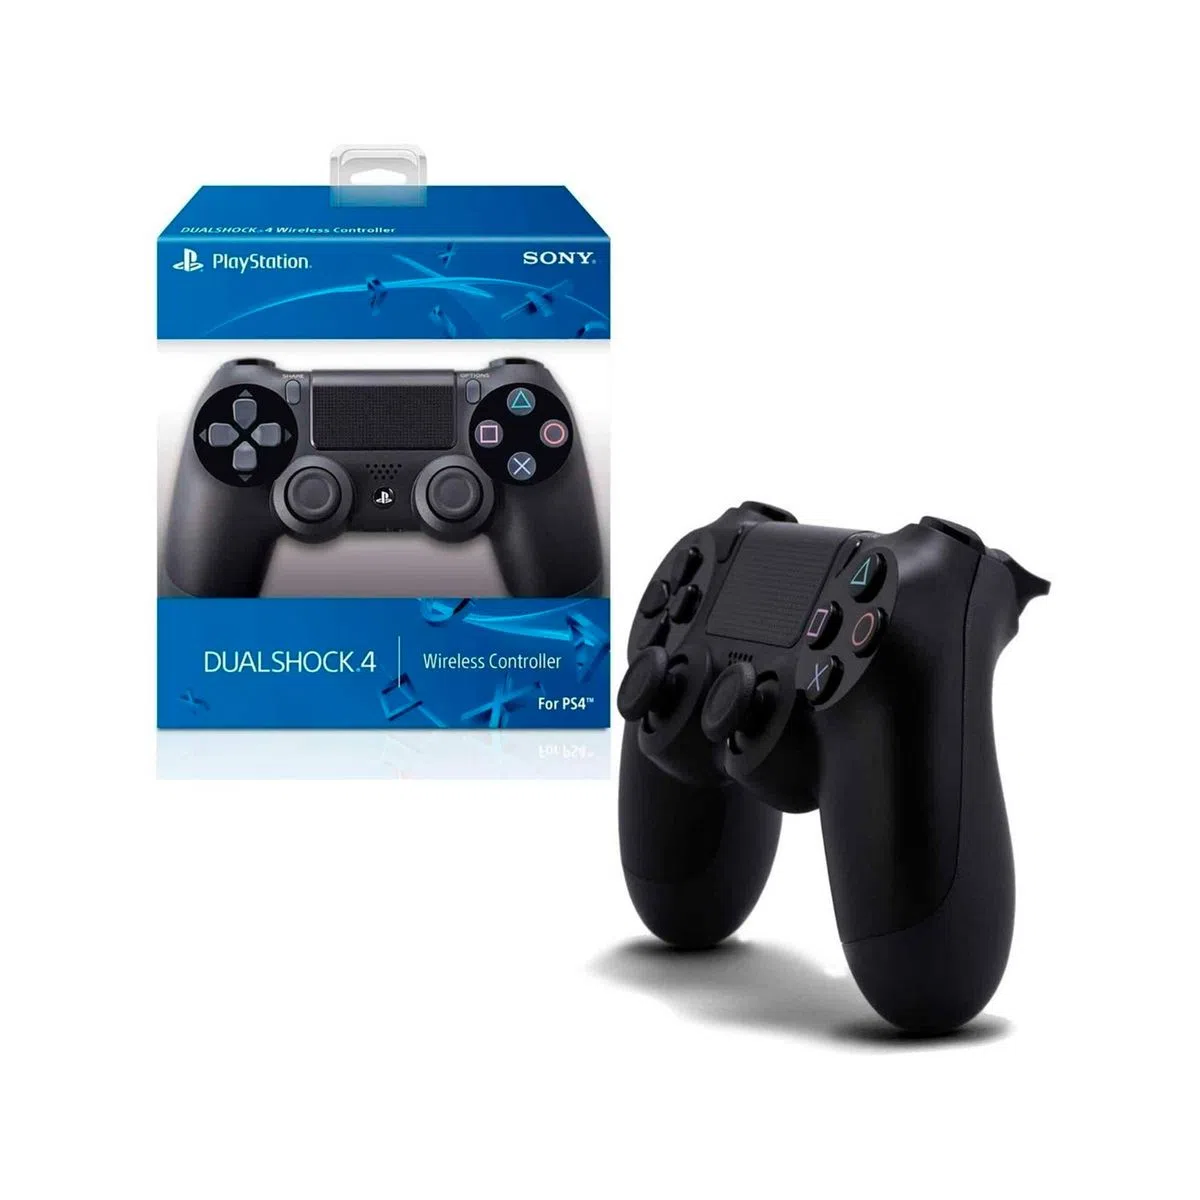 DUALSHOCK®4 Wireless Controller
PlayStation®
SONY®
SHARE
OPTIONS
DUALSHOCK®4
Wireless Controller
For PS4™